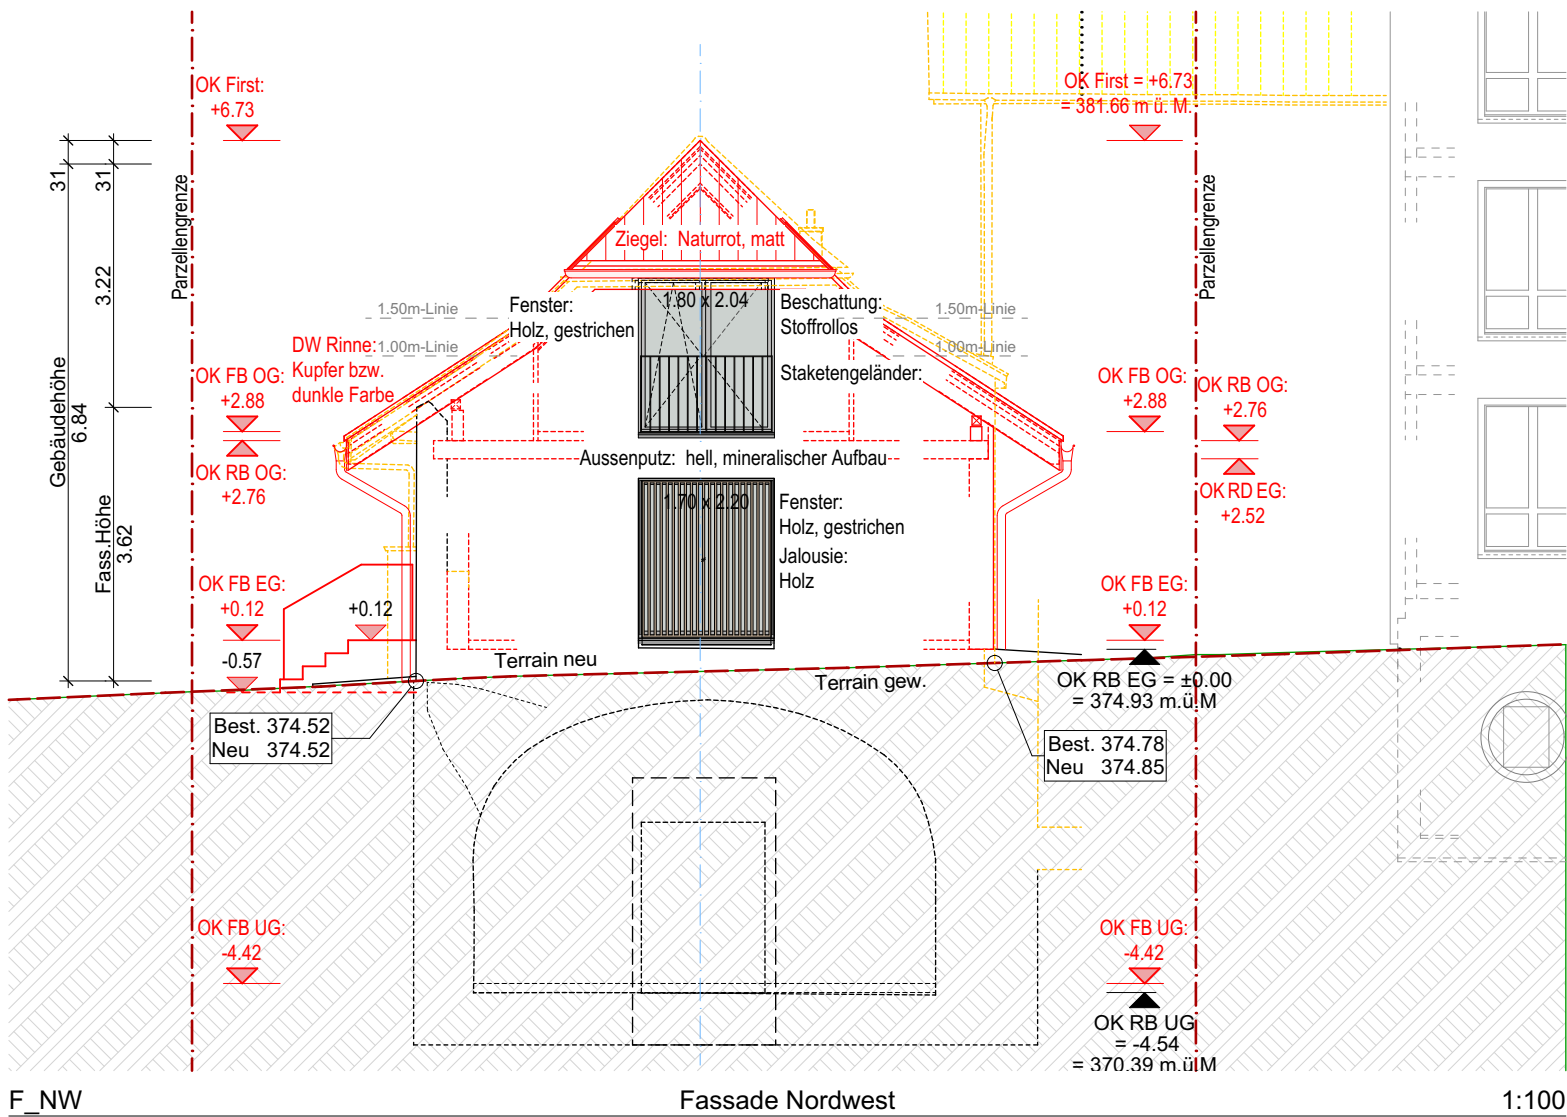 OK First:
+6.73
OK First = +6.73
= 381.66 m ü. M.
31
31
Parzellengrenze
Parzellengrenze
3.22
Ziegel: Naturrot, matt
1.50m-Linie
Fenster:
Holz, gestrichen
1.80 x 2.04
Beschattung:
Stoffrollos
1.50m-Linie
DW Rinne:
Kupfer bzw.
dunkle Farbe
1.00m-Linie
1.00m-Linie
Staketengeländer:
Gebäudehöhe
6.84
OK FB OG:
+2.88
OK FB OG:
+2.88
OK RB OG:
+2.76
OK RB OG:
+2.76
Aussenputz: hell, mineralischer Aufbau
OK RD EG:
+2.52
Fass.Höhe
3.62
1.70 x 2.20
Fenster:
Holz, gestrichen
Jalousie:
Holz
OK FB EG:
+0.12
+0.12
OK FB EG:
+0.12
-0.57
Terrain neu
Terrain gew.
OK RB EG = ±0.00
= 374.93 m.ü.M
Best. 374.52
Neu 374.52
Best. 374.78
Neu 374.85
OK FB UG:
-4.42
OK FB UG:
-4.42
OK RB UG
= -4.54
= 370.39 m.ü.M
F_NW
Fassade Nordwest
1:100